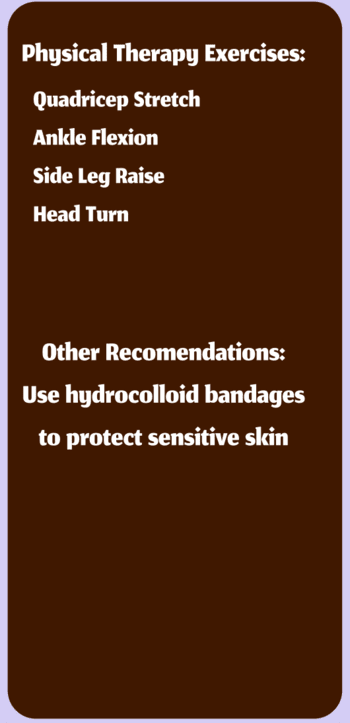 Physical Therapy Exercises:
Quadricep Stretch
Ankle Flexion
Side Leg Raise
Head Turn
Other Recomendations:
Use hydrocolloid bandages
to protect sensitive skin